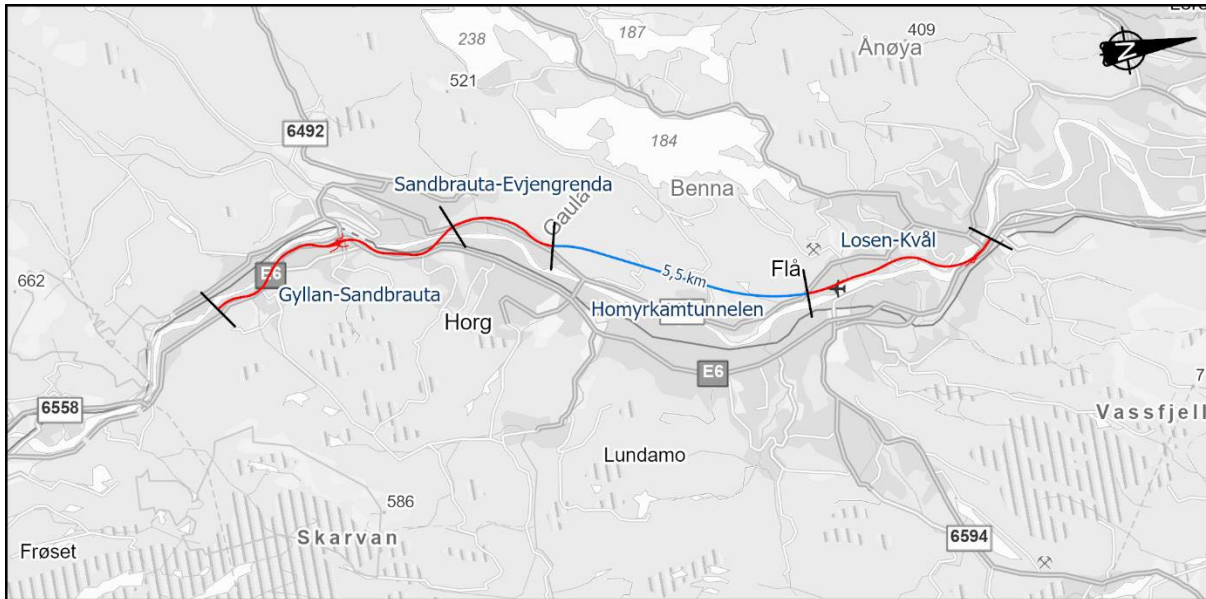 238
187
Ånøya
409
N
521
6492
184
Sandbrauta-Evjengrenda
Benna
Gaula
Losen-Kvål
Flå
5,5 km
E6
662
Gyllan-Sandbrauta
Homyrkamtunnelen
Horg
E6
6558
Vassfjell
Lundamo
586
6594
Skarvan
Frøset